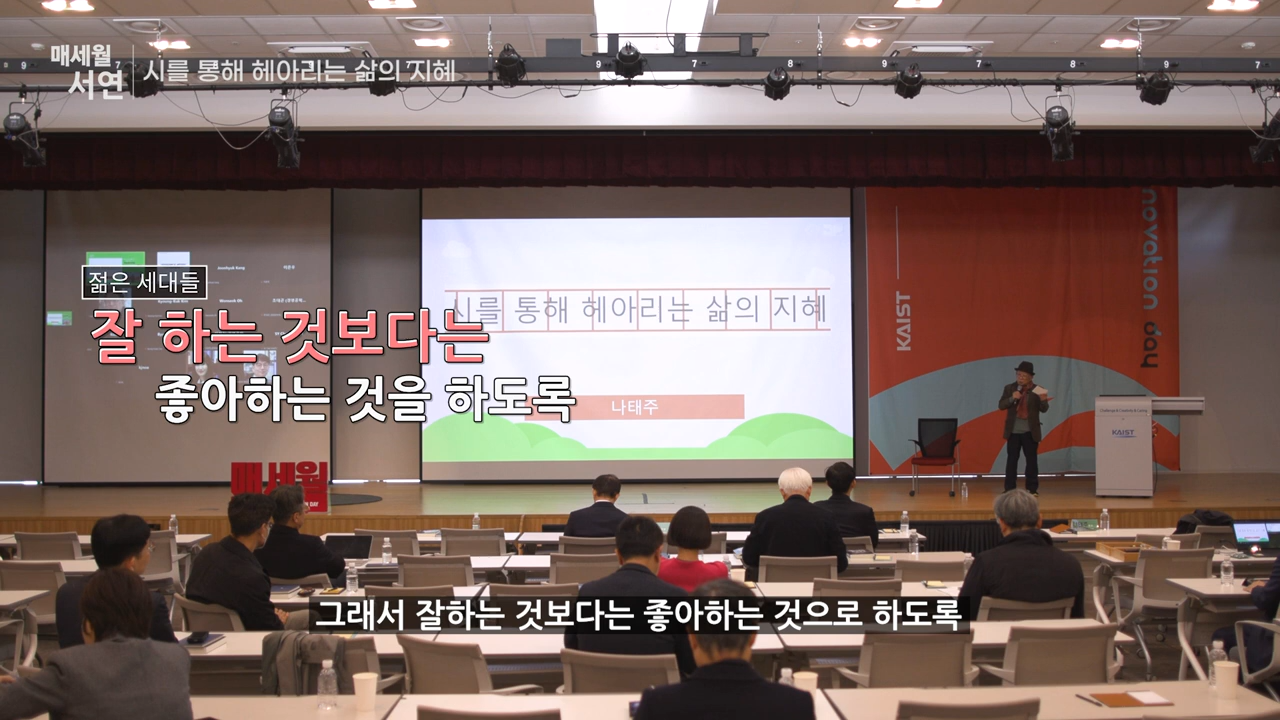 매세월
서연
시를 통해 헤아리는 삶의 지혜
젊은 세대들
잘 하는 것보다는
좋아하는 것을 하도록
시를 통해 헤아리는 삶의 지혜
나태주
KAIST
novation day
KAIST
매세월
그래서 잘하는 것보다는 좋아하는 것으로 하도록